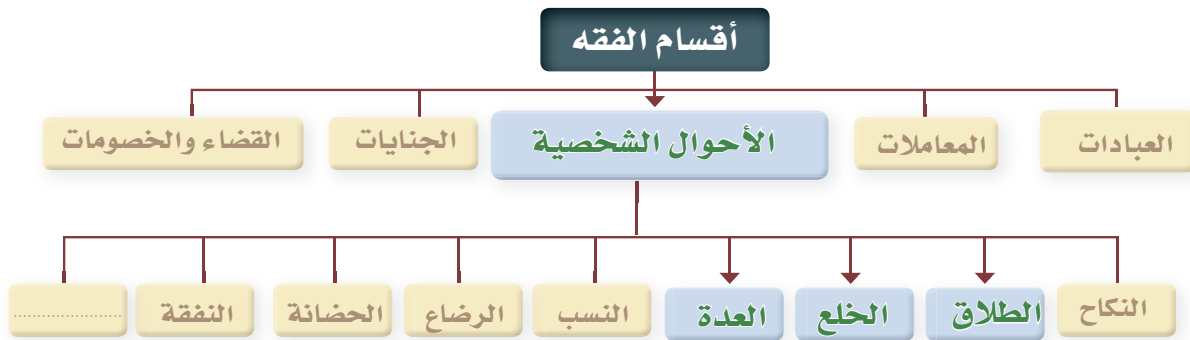 أقسام الفقه
العبادات
المعاملات
الأحوال الشخصية
الجنايات
القضاء والخصومات
النكاح
الطلاق
الخلع
العدة
النسب
الرضاع
الحضانة
النفقة
......................